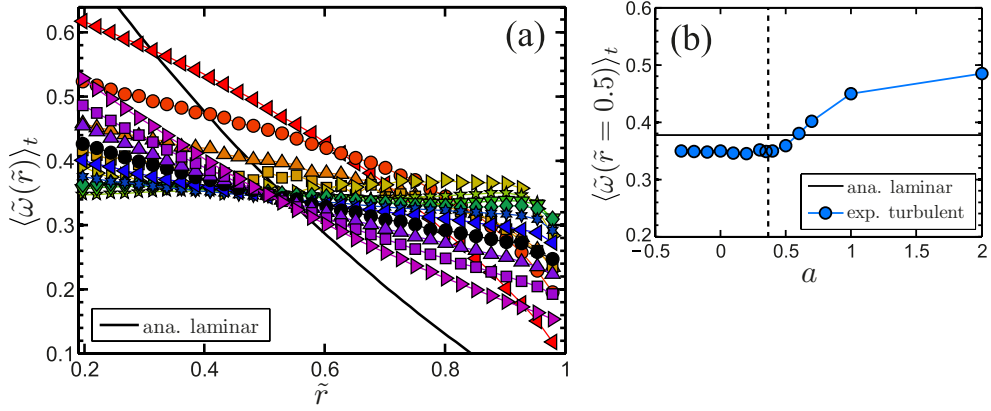 (a)
⟨ω̃(r̃)⟩ₜ
0.6
0.5
0.4
0.3
0.2
0.1
0.2
0.4
0.6
0.8
1
r̃
ana. laminar
(b)
⟨ω̃(r̃ = 0.5)⟩ₜ
0.6
0.5
0.4
0.3
0.2
−0.5
0
0.5
1
1.5
2
a
ana. laminar
exp. turbulent